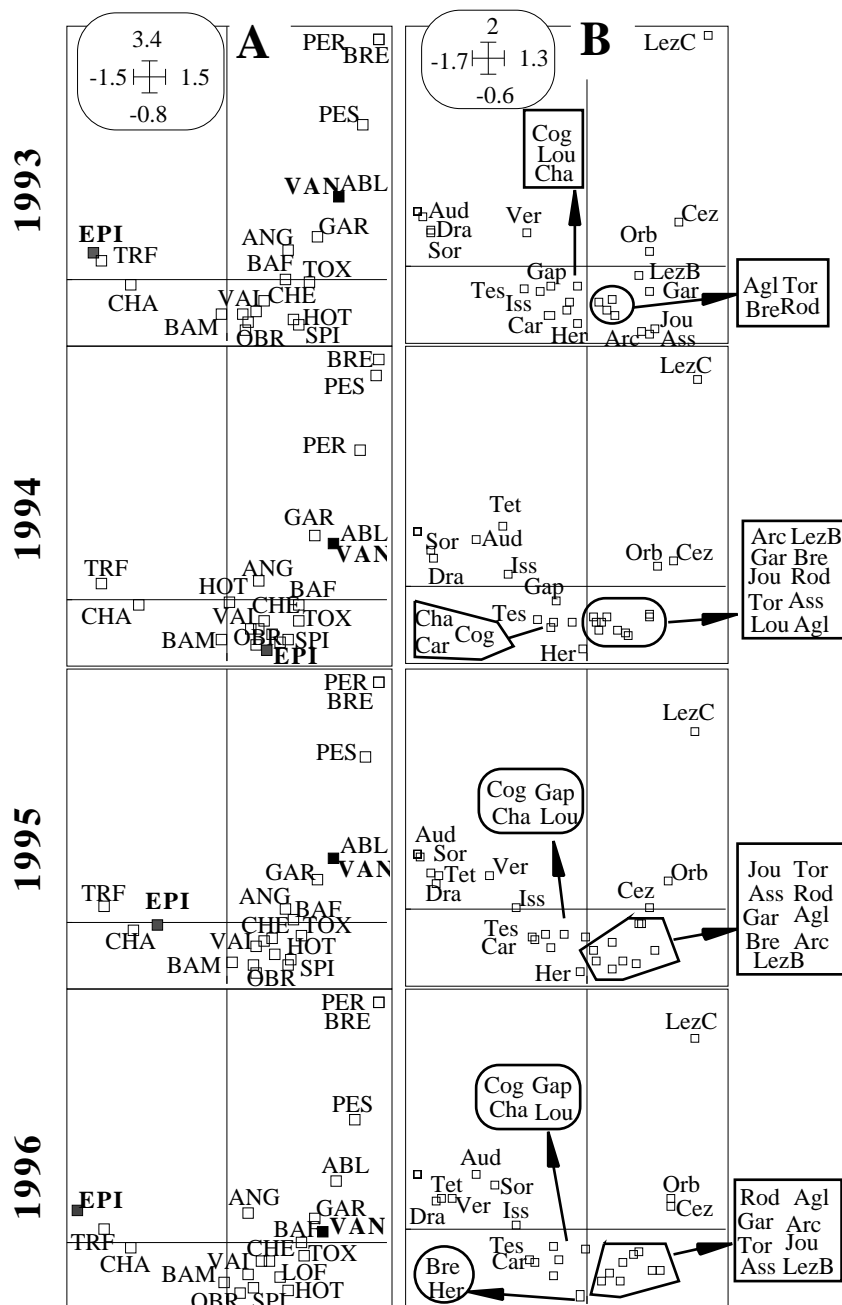 A
3.4
-1.5 1.5
-0.8
PER
BRE
PES
VAN ABL
GAR
EPI
TRF
ANG
BAF
TOX
CHA
VAL
CHE
BAM
HOT
OBR
SPI
1993
B
2
-1.7 1.3
-0.6
LezC
Cog
Lou
Cha
Aud
Dra
Sor
Ver
Cez
Orb
Gap
LezB
Tes
Iss
Gar
Car
Her
Arc
Jou
Ass
Agl Tor
Bre Rod
1994
BRE
PES
PER
GAR
ABL
VAN
TRF
ANG
HOT
BAF
CHA
CHE
VAL
TOX
BAM
OBR
SPI
EPI
LezC
Tet
Sor
Aud
Dra
Iss
Orb
Cez
Gap
Cha
Cog
Car
Tes
Her
Arc LezB
Gar Bre
Jou Rod
Tor Ass
Lou Agl
1995
PER
BRE
PES
ABL
VAN
GAR
TRF
EPI
ANG
BAF
CHA
CHE
TOX
VAL
HOT
BAM
OBR
SPI
LezC
Cog Gap
Cha Lou
Aud
Sor
Tet
Dra
Ver
Iss
Orb
Cez
Tes
Car
Her
Jou Tor
Ass Rod
Gar Agl
Bre Arc
LezB
1996
PER
BRE
PES
ABL
EPI
ANG
GAR
BAF
VAN
TRF
CHA
CHE
TOX
VAL
BAM
LOF
OBR
SPI
HOT
LezC
Cog Gap
Cha Lou
Aud
Tet
Sor
Dra
Ver
Iss
Orb
Cez
Tes
Car
Bre
Her
Rod Agl
Gar Arc
Tor Jou
Ass LezB